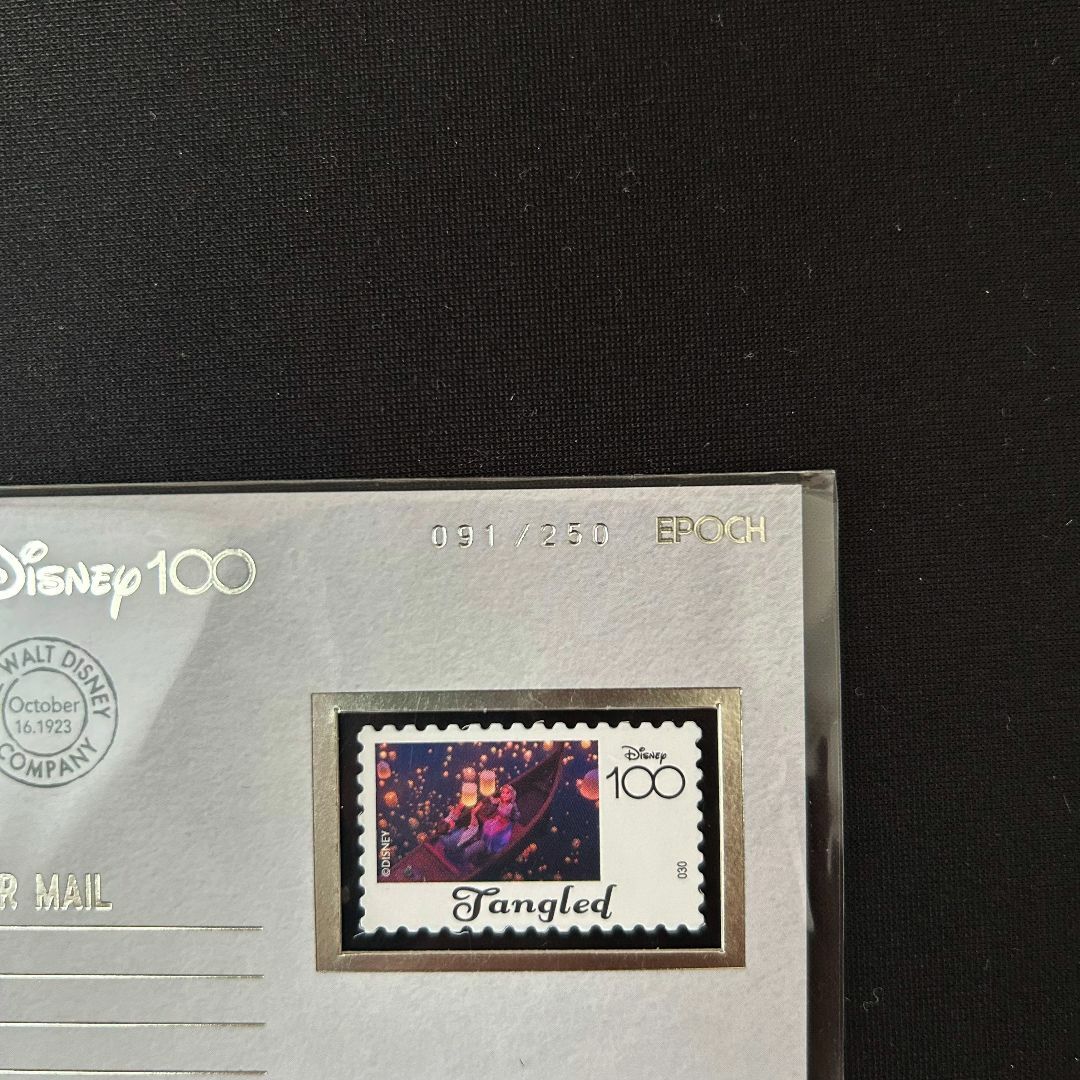 091/250 EPOCH
Disney100
WALT DISNEY
October
16.1923
COMPANY
Disney
100
©DISNEY
030
Tangled
MAIL